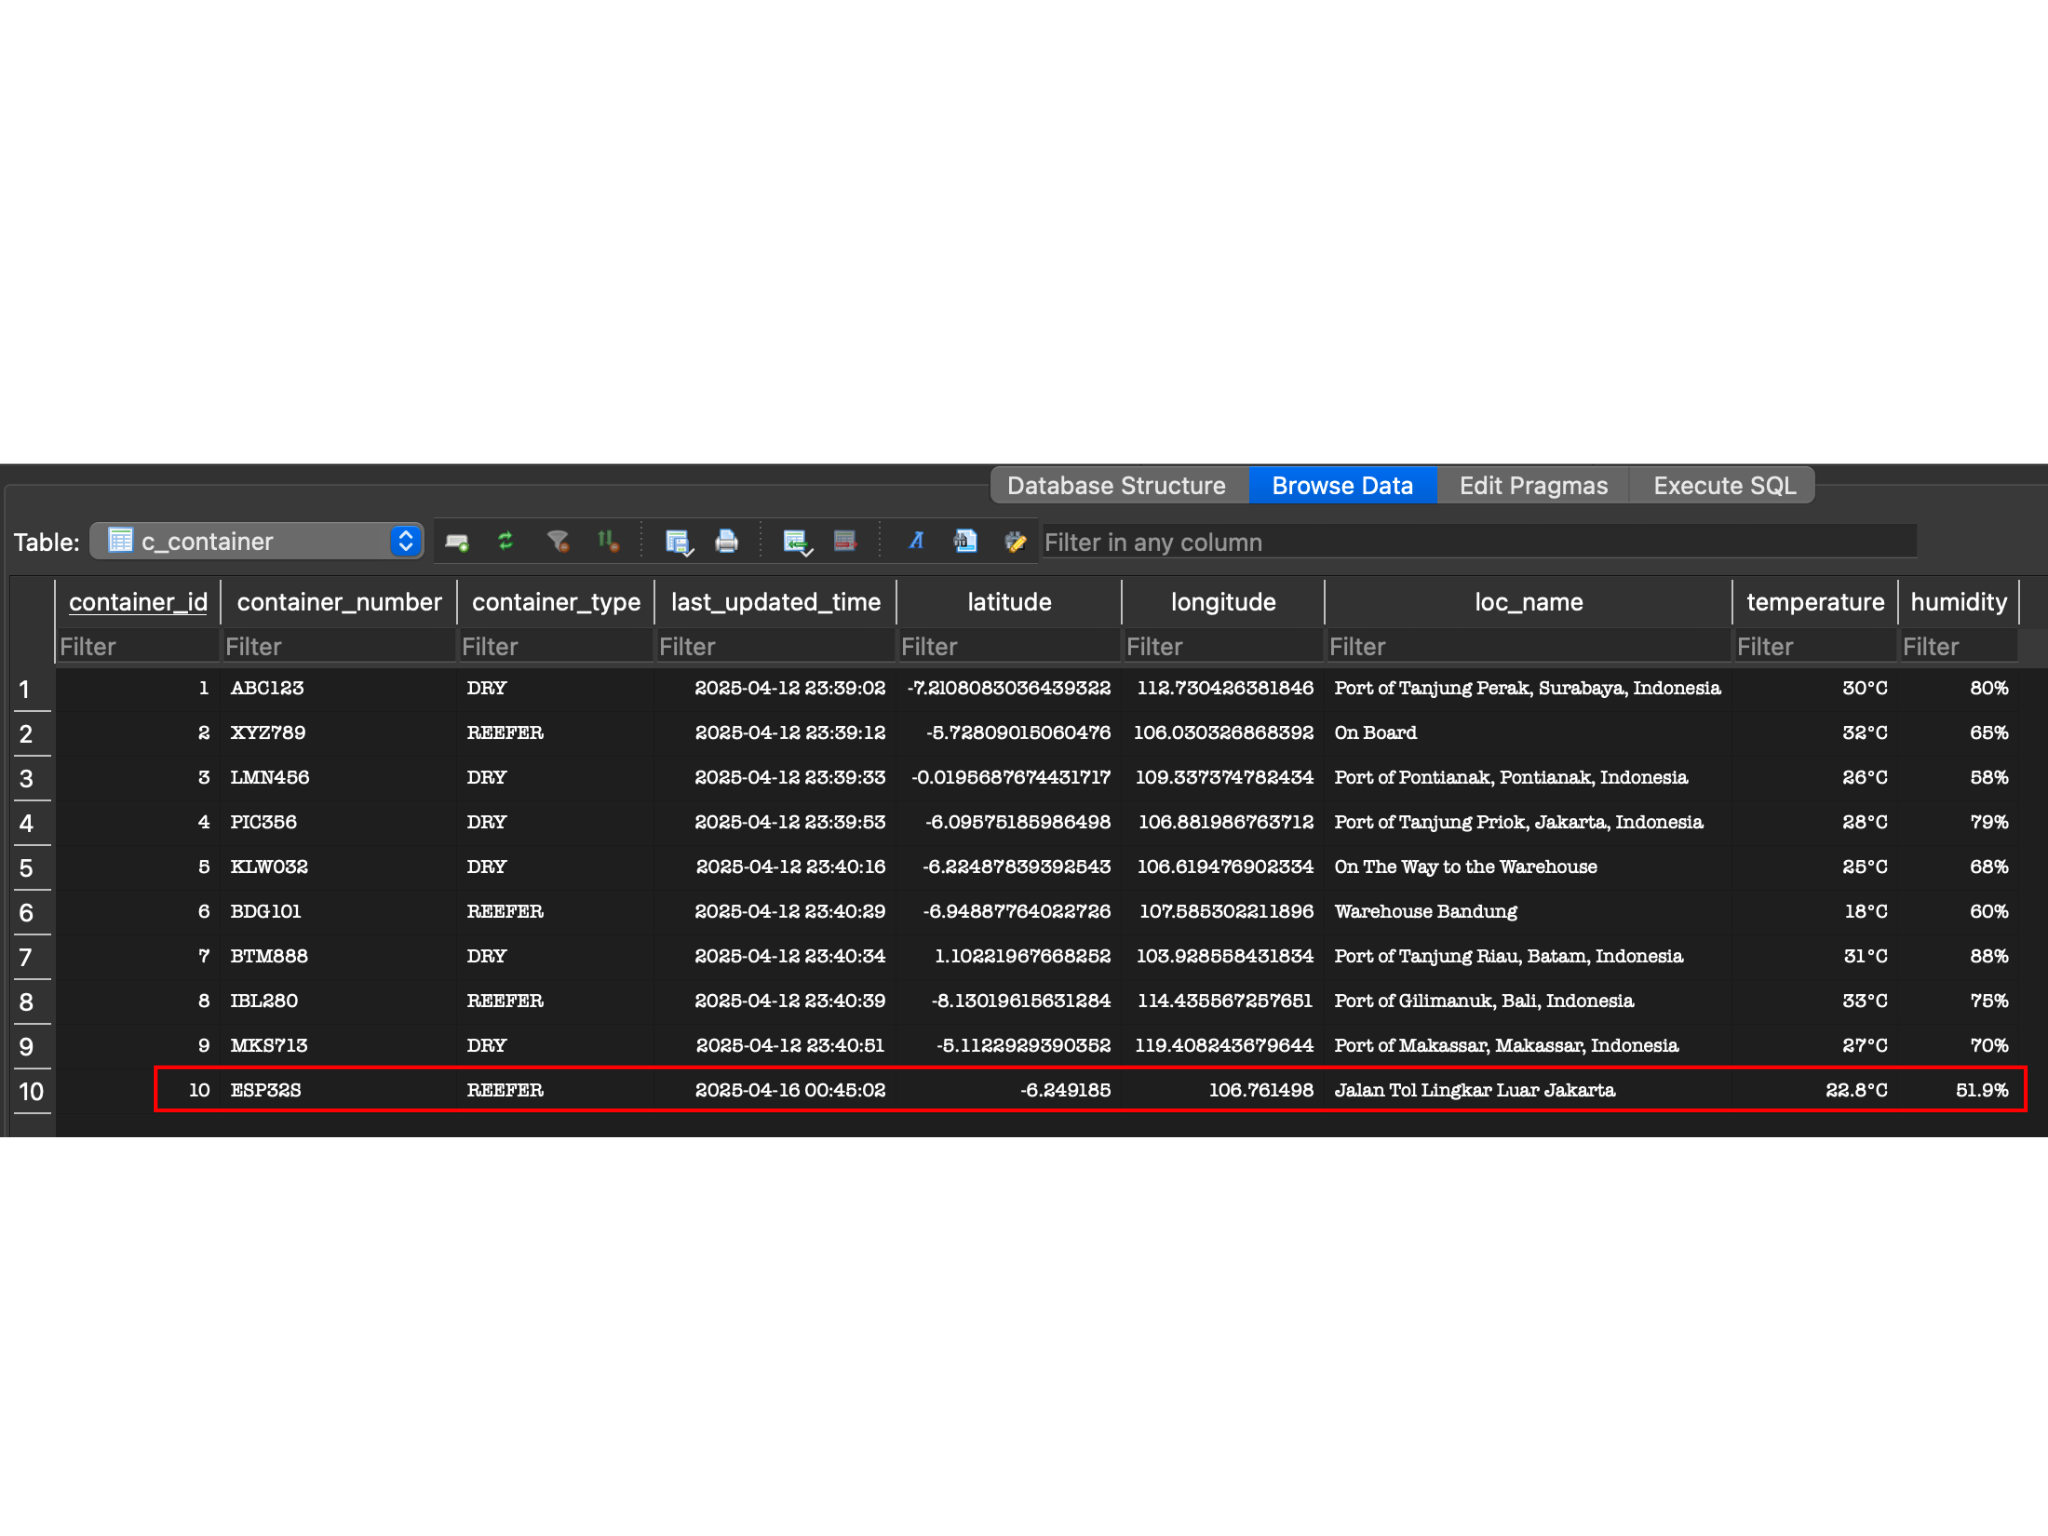 Database Structure Browse Data Edit Pragmas Execute SQL
Table: c_container Filter in any column
container_id container_number container_type last_updated_time latitude longitude loc_name temperature humidity
Filter Filter Filter Filter Filter Filter Filter Filter Filter
1 1 ABC123 DRY 2025-04-12 23:39:02 -7.2108083036439322 112.730426381846 Port of Tanjung Perak, Surabaya, Indonesia 30°C 80%
2 2 XYZ789 REEFER 2025-04-12 23:39:12 -5.72809015060476 106.030326868392 On Board 32°C 65%
3 3 LMN456 DRY 2025-04-12 23:39:33 -0.0195687674431717 109.337374782434 Port of Pontianak, Pontianak, Indonesia 26°C 58%
4 4 PIC356 DRY 2025-04-12 23:39:53 -6.09575185986498 106.881986763712 Port of Tanjung Priok, Jakarta, Indonesia 28°C 79%
5 5 KLW032 DRY 2025-04-12 23:40:16 -6.22487839392543 106.619476902334 On The Way to the Warehouse 25°C 68%
6 6 BDG101 REEFER 2025-04-12 23:40:29 -6.94887764022726 107.585302211896 Warehouse Bandung 18°C 60%
7 7 BTM888 DRY 2025-04-12 23:40:34 1.10221967668252 103.928558431834 Port of Tanjung Riau, Batam, Indonesia 31°C 88%
8 8 IBL280 REEFER 2025-04-12 23:40:39 -8.13019615631284 114.435567257651 Port of Gilimanuk, Bali, Indonesia 33°C 75%
9 9 MKS713 DRY 2025-04-12 23:40:51 -5.1122929390352 119.408243679644 Port of Makassar, Makassar, Indonesia 27°C 70%
10 10 ESP32S REEFER 2025-04-16 00:45:02 -6.249185 106.761498 Jalan Tol Lingkar Luar Jakarta 22.8°C 51.9%